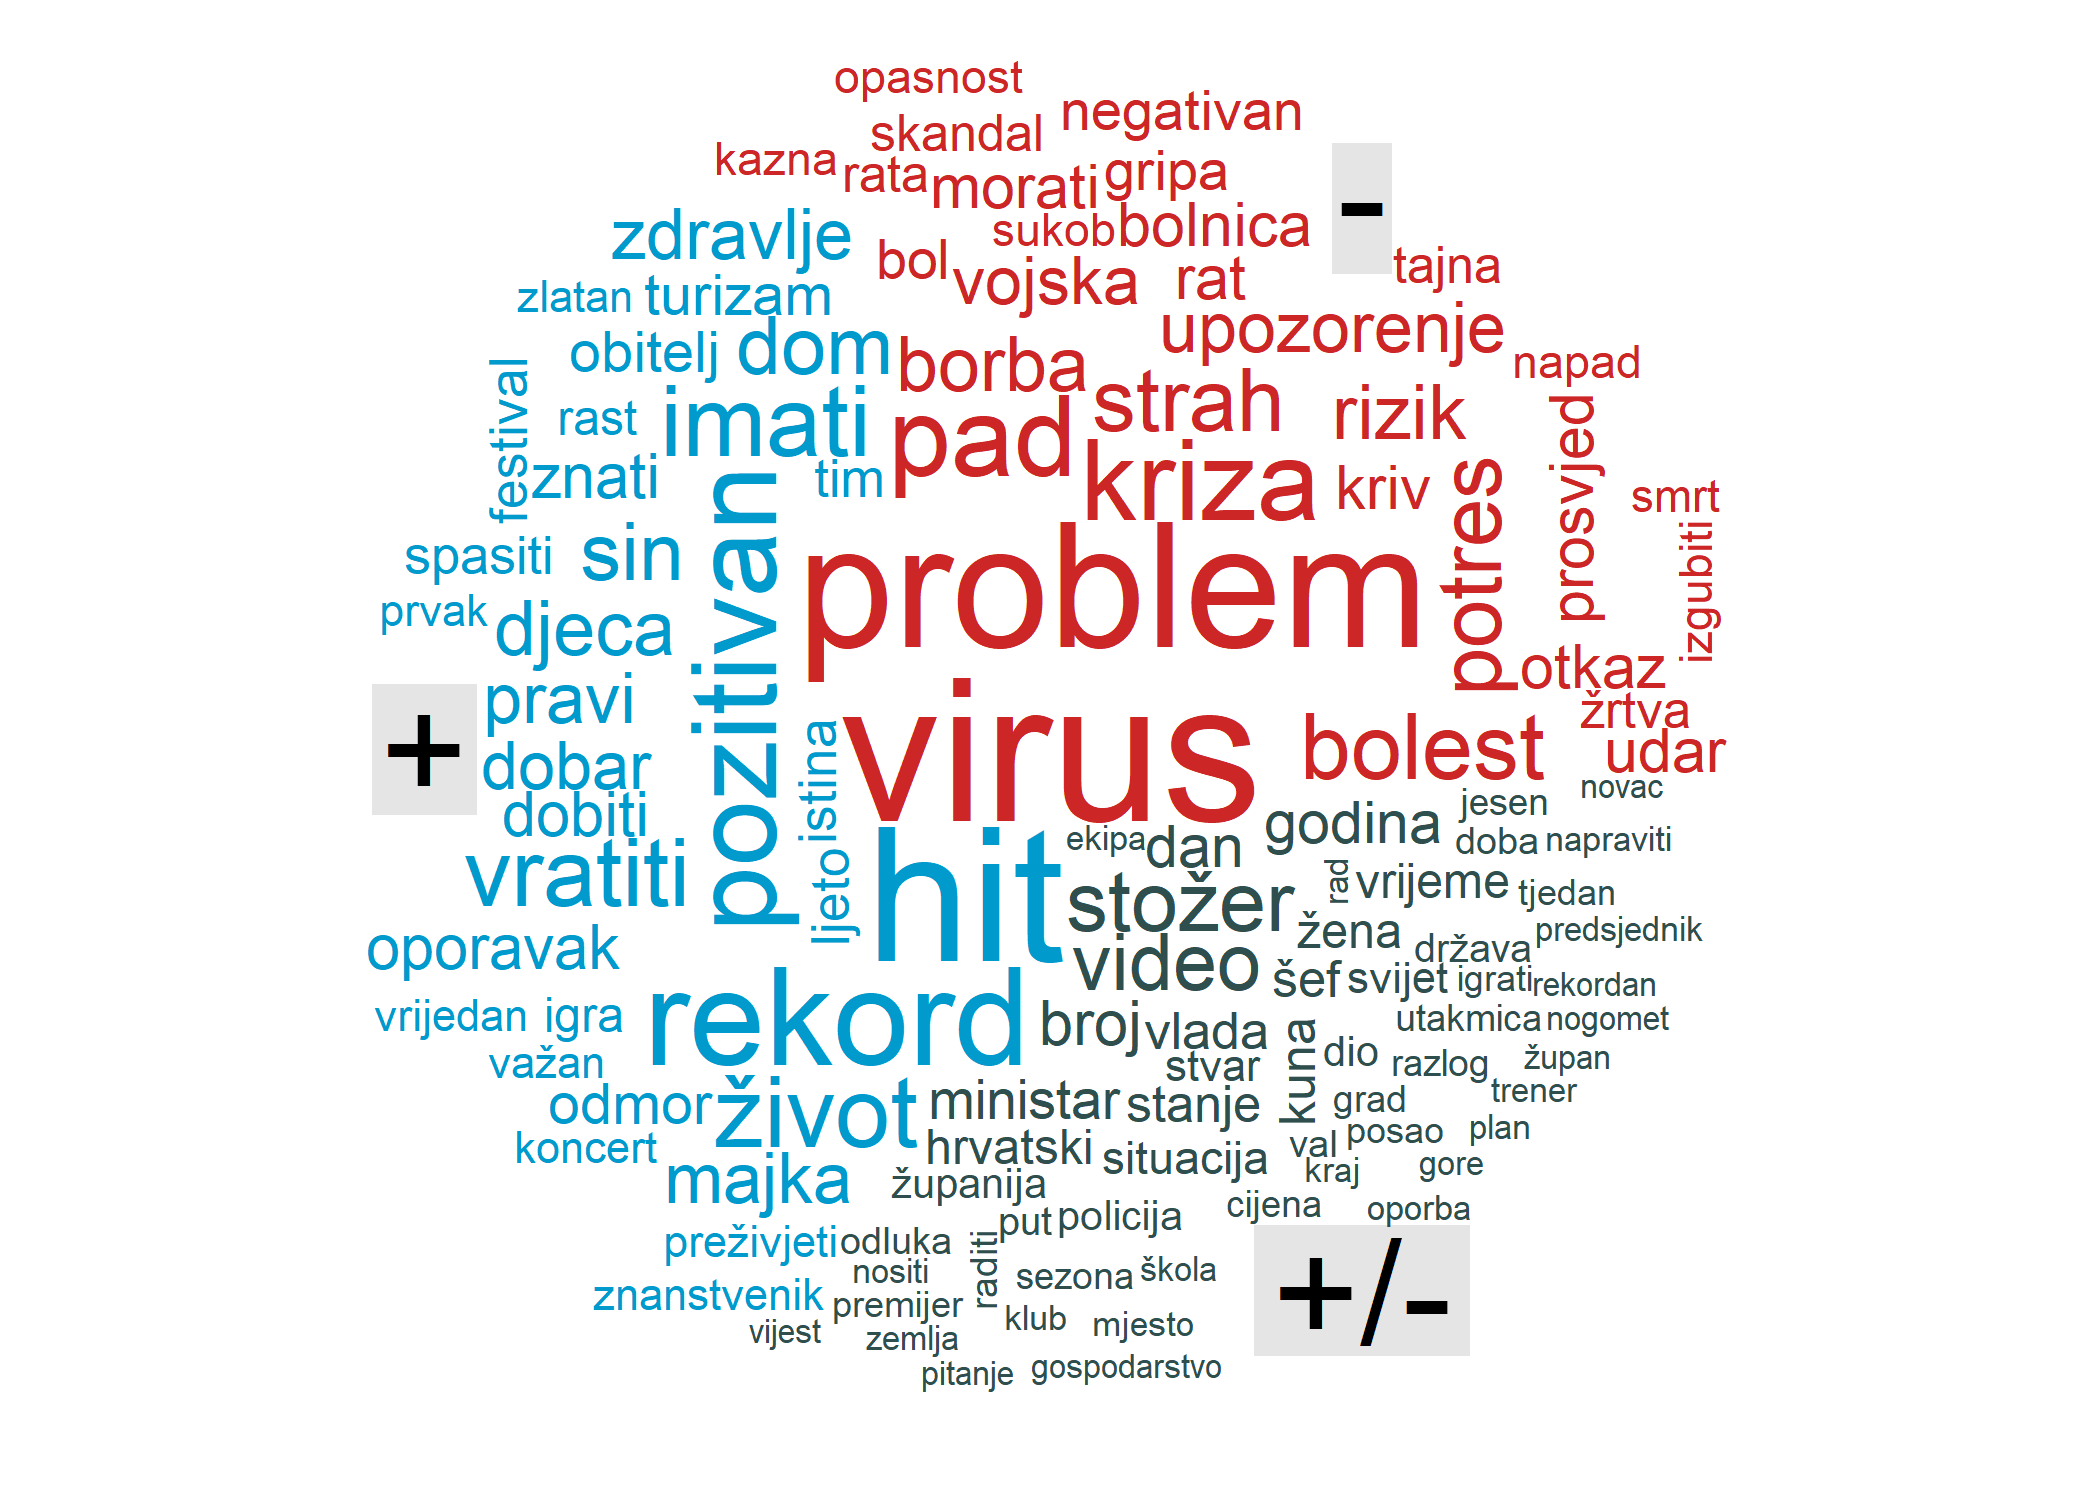 opasnost
negativan
skandal
kazna
rata
morati
gripa
-
sukob
bolnica
zdravlje
bol
vojska
rat
tajna
zlatan
turizam
upozorenje
obitelj
dom
borba
napad
strah
festival
rast
imati
pad
rizik
prosvjed
znati
tim
kriza
kriv
potres
smrt
spasiti
sin
pozitivan
problem
izgubiti
prvak
djeca
otkaz
pravi
žrtva
+
dobar
istina
virus
bolest
udar
dobiti
novac
jesen
godina
vratiti
ljeto
hit
ekipa
dan
doba
napraviti
stožer
rad
vrijeme
tjedan
oporavak
video
žena
država
predsjednik
šef
svijet
igrati
rekordan
vrijedan
igra
rekord
broj
vlada
utakmica
nogomet
važan
stvar
kuna
dio
razlog
župan
odmor
život
ministar
stanje
grad
trener
koncert
hrvatski
situacija
val
posao
plan
majka
županija
kraj
gore
put
policija
cijena
oporba
preživjeti
odluka
raditi
nositi
sezona
škola
+/-
znanstvenik
premijer
klub
mjesto
vijest
zemlja
pitanje
gospodarstvo